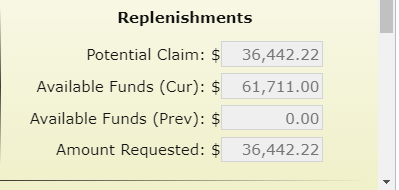 Replenishments
Potential Claim: $ 36,442.22
Available Funds (Cur): $ 61,711.00
Available Funds (Prev): $ 0.00
Amount Requested: $ 36,442.22